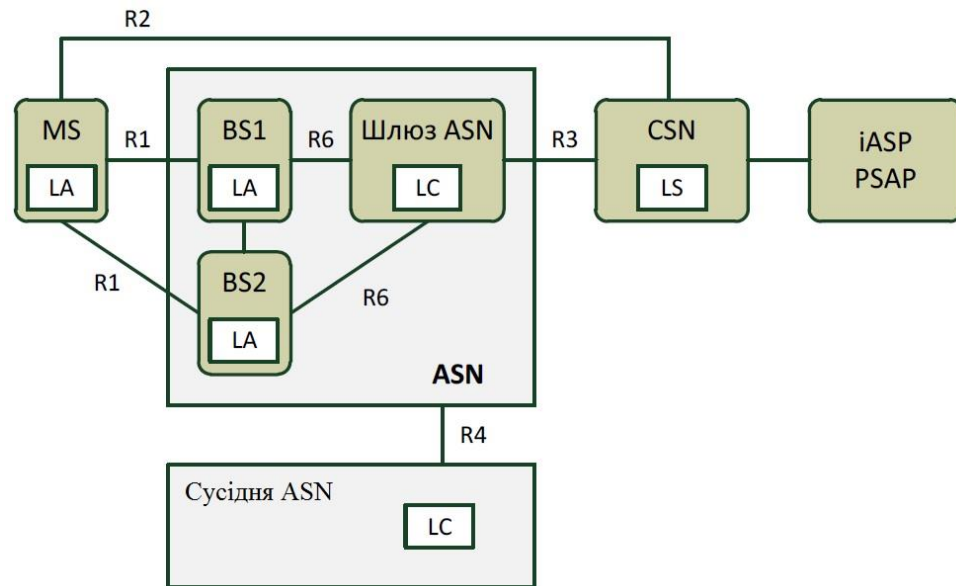 R2
MS
R1
BS1
R6
Шлюз ASN
R3
CSN
iASP
PSAP
LA
LA
LC
LS
R1
BS2
R6
LA
ASN
R4
Сусідня ASN
LC